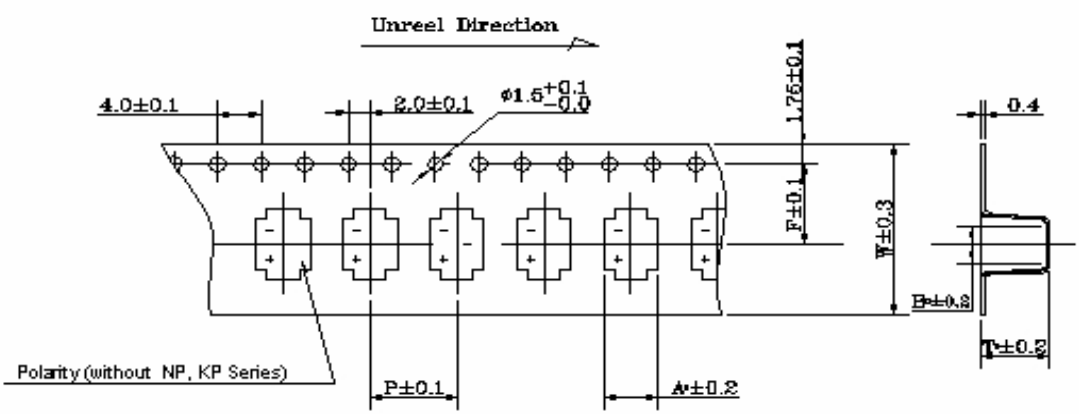 Unreel Direction
4.0±0.1
2.0±0.1
ø1.5+0.1 -0.0
1.75±0.1
0.4
F±0.1
W±0.3
- - - - - -
-
+ + + + +
±0.2
±0.2
Polarity (without NP, KP Series)
P±0.1
±0.2